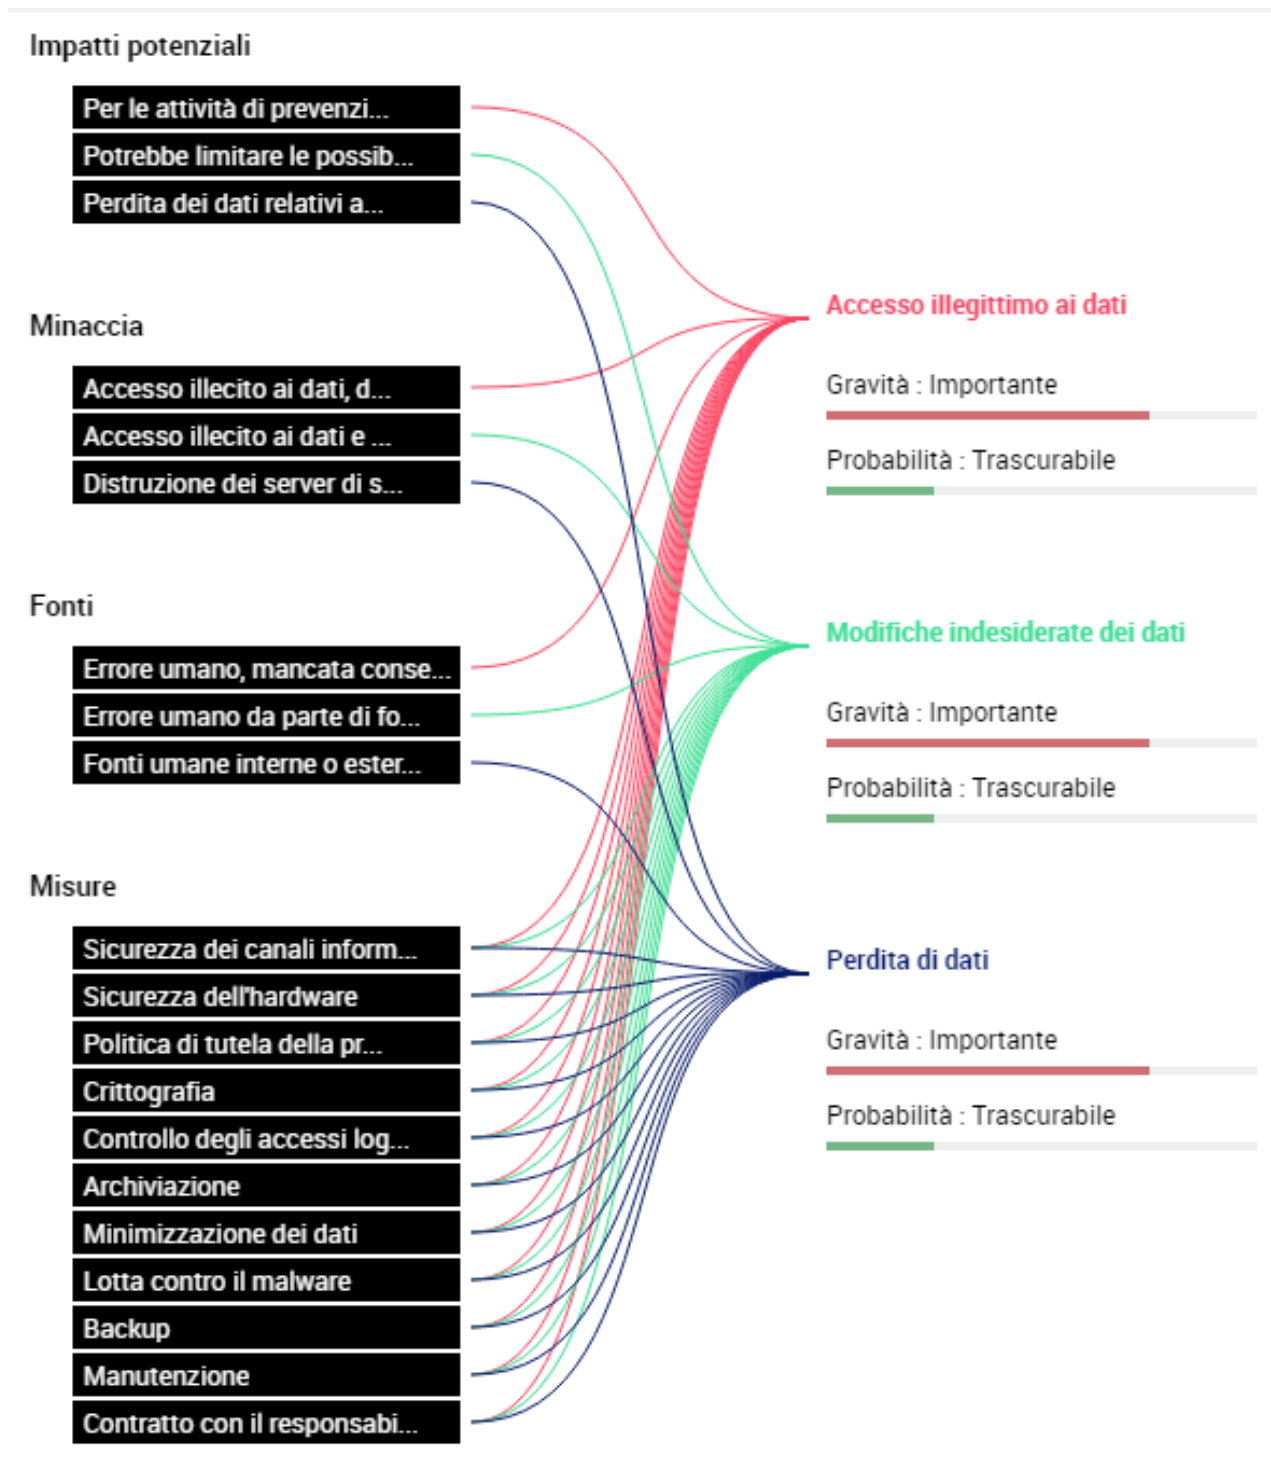 Impatti potenziali
Per le attività di prevenzi...
Potrebbe limitare le possib...
Perdita dei dati relativi a...
Minaccia
Accesso illecito ai dati, d...
Accesso illecito ai dati e ...
Distruzione dei server di s...
Fonti
Errore umano, mancata conse...
Errore umano da parte di fo...
Fonti umane interne o ester...
Misure
Sicurezza dei canali inform...
Sicurezza dell'hardware
Politica di tutela della pr...
Crittografia
Controllo degli accessi log...
Archiviazione
Minimizzazione dei dati
Lotta contro il malware
Backup
Manutenzione
Contratto con il responsabi...
Accesso illegittimo ai dati
Gravità : Importante
Probabilità : Trascurabile
Modifiche indesiderate dei dati
Gravità : Importante
Probabilità : Trascurabile
Perdita di dati
Gravità : Importante
Probabilità : Trascurabile